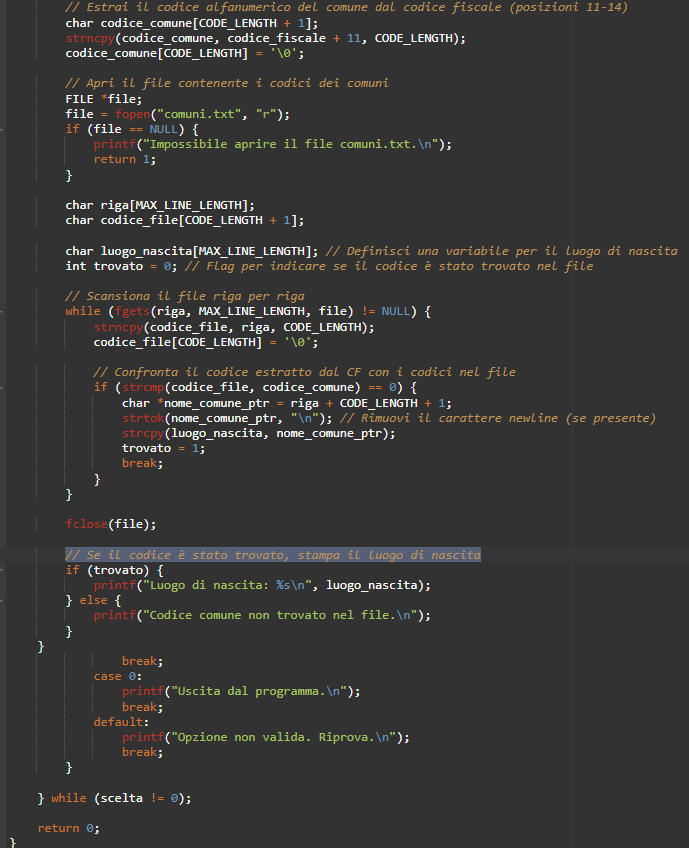 // Estrai il codice alfanumerico del comune dal codice fiscale (posizioni 11-14)
char codice_comune[CODE_LENGTH + 1];
strncpy(codice_comune, codice_fiscale + 11, CODE_LENGTH);
codice_comune[CODE_LENGTH] = '\0';
// Apri il file contenente i codici dei comuni
FILE *file;
file = fopen("comuni.txt", "r");
if (file == NULL) {
printf("Impossibile aprire il file comuni.txt.\n");
return 1;
}
char riga[MAX_LINE_LENGTH];
char codice_file[CODE_LENGTH + 1];
char luogo_nascita[MAX_LINE_LENGTH]; // Definisci una variabile per il luogo di nascita
int trovato = 0; // Flag per indicare se il codice è stato trovato nel file
// Scansiona il file riga per riga
while (fgets(riga, MAX_LINE_LENGTH, file) != NULL) {
strncpy(codice_file, riga, CODE_LENGTH);
codice_file[CODE_LENGTH] = '\0';
// Confronta il codice estratto dal CF con i codici nel file
if (strcmp(codice_file, codice_comune) == 0) {
char *nome_comune_ptr = riga + CODE_LENGTH + 1;
strtok(nome_comune_ptr, "\n"); // Rimuovi il carattere newline (se presente)
strcpy(luogo_nascita, nome_comune_ptr);
trovato = 1;
break;
}
}
fclose(file);
// Se il codice è stato trovato, stampa il luogo di nascita
if (trovato) {
printf("Luogo di nascita: %s\n", luogo_nascita);
} else {
printf("Codice comune non trovato nel file.\n");
}
}
break;
case 0:
printf("Uscita dal programma.\n");
break;
default:
printf("Opzione non valida. Riprova.\n");
break;
}
} while (scelta != 0);
return 0;
}